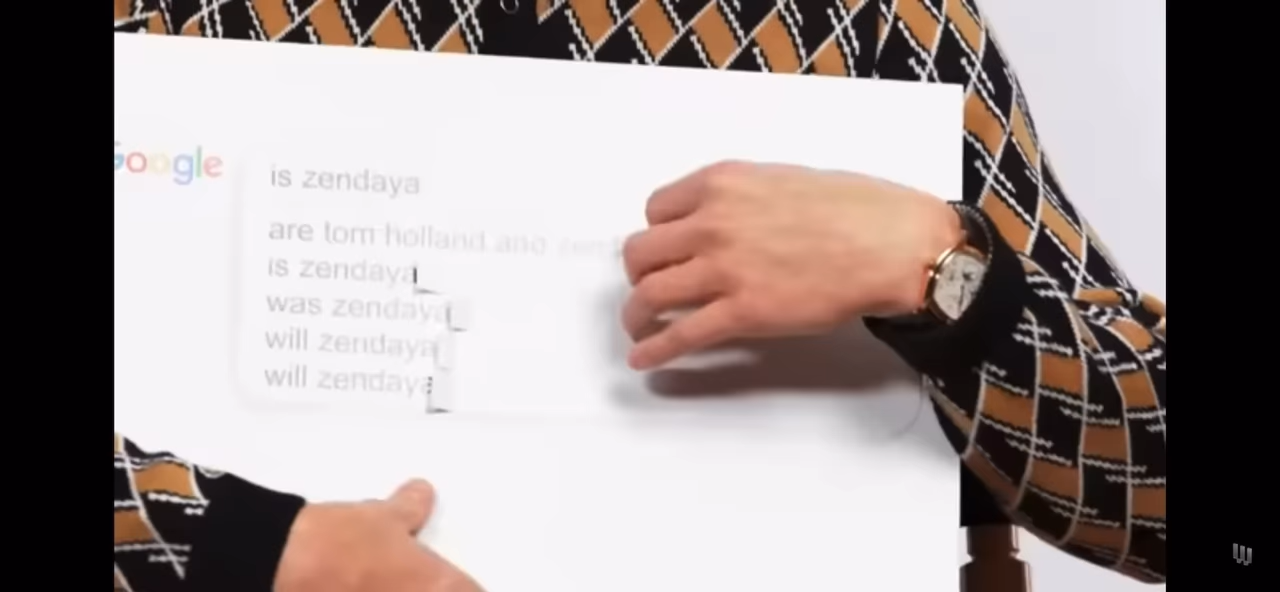 Google
is zendaya
are tom holland and
is zendaya
was zendaya
will zendaya
will zendaya